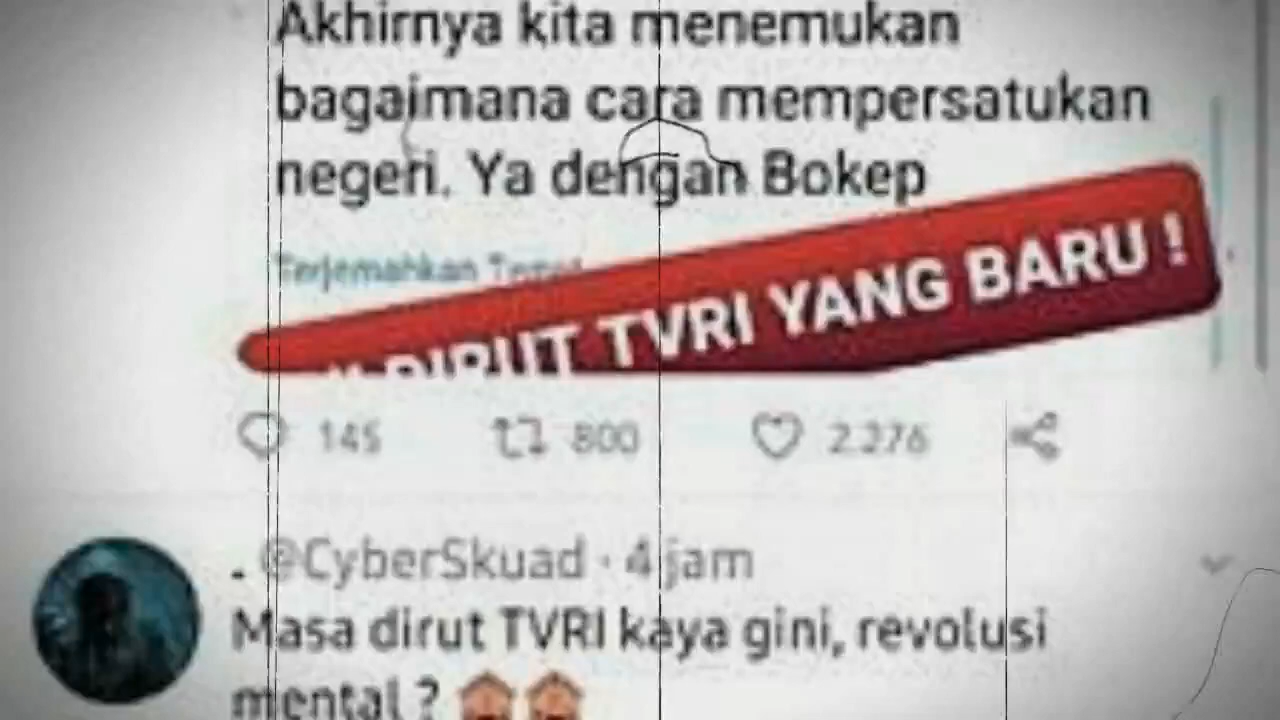 Akhirnya kita menemukan
bagaimana cara mempersatukan
negeri. Ya dengan Bokep
Terjemahkan Tweet
DIRUT TVRI YANG BARU !
145 800 2.276
. @CyberSkuad · 4 jam
Masa dirut TVRI kaya gini, revolusi
mental ?